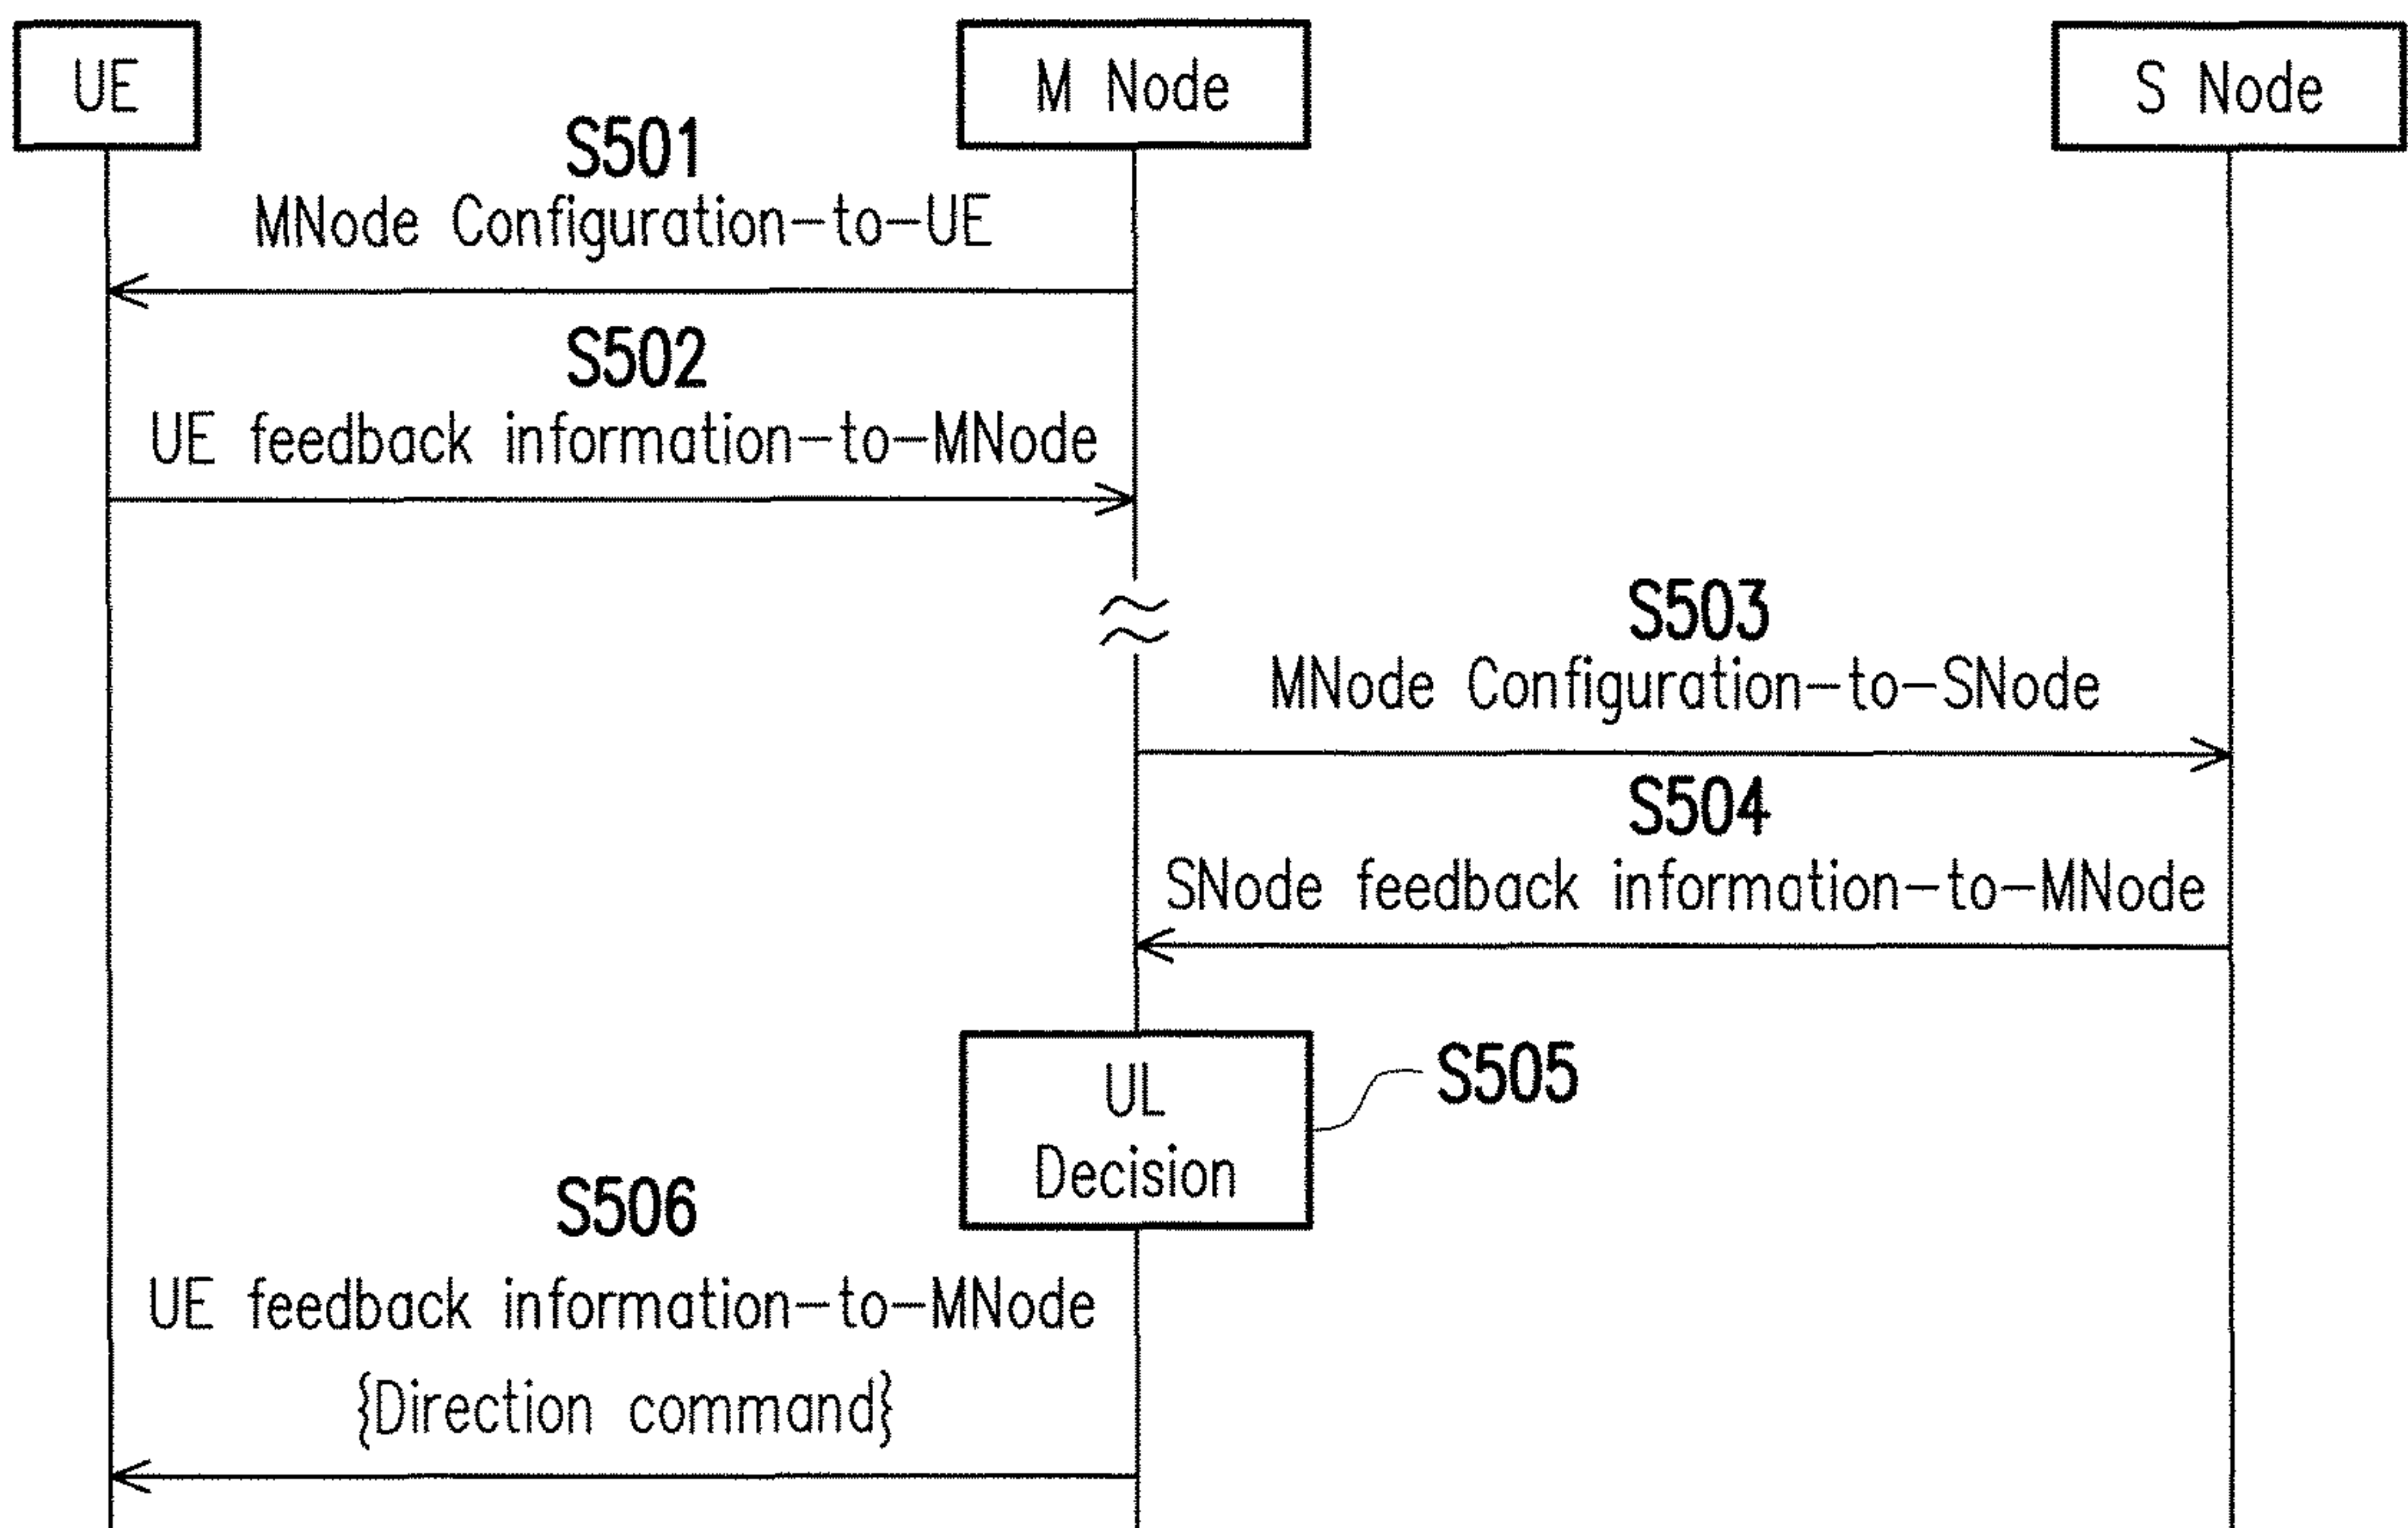 UE
M Node
S Node
S501
MNode Configuration-to-UE
S502
UE feedback information-to-MNode
S503
MNode Configuration-to-SNode
S504
SNode feedback information-to-MNode
UL
Decision
S505
S506
UE feedback information-to-MNode
{Direction command}